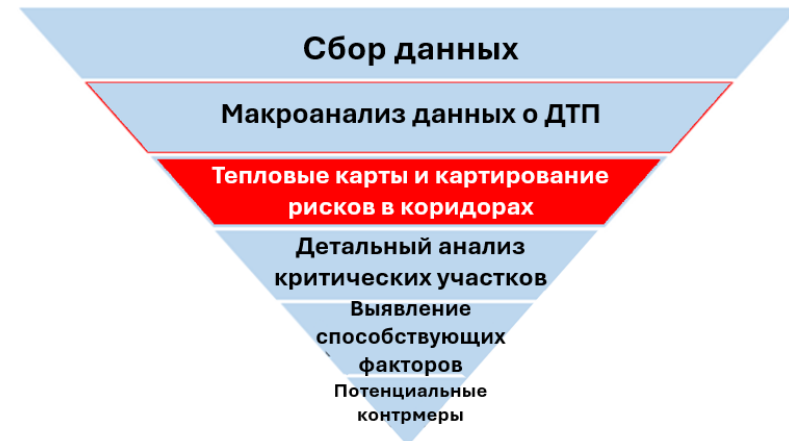 Сбор данных
Макроанализ данных о ДТП
Тепловые карты и картирование
рисков в коридорах
Детальный анализ
критических участков
Выявление
способствующих
факторов
Потенциальные
контрмеры